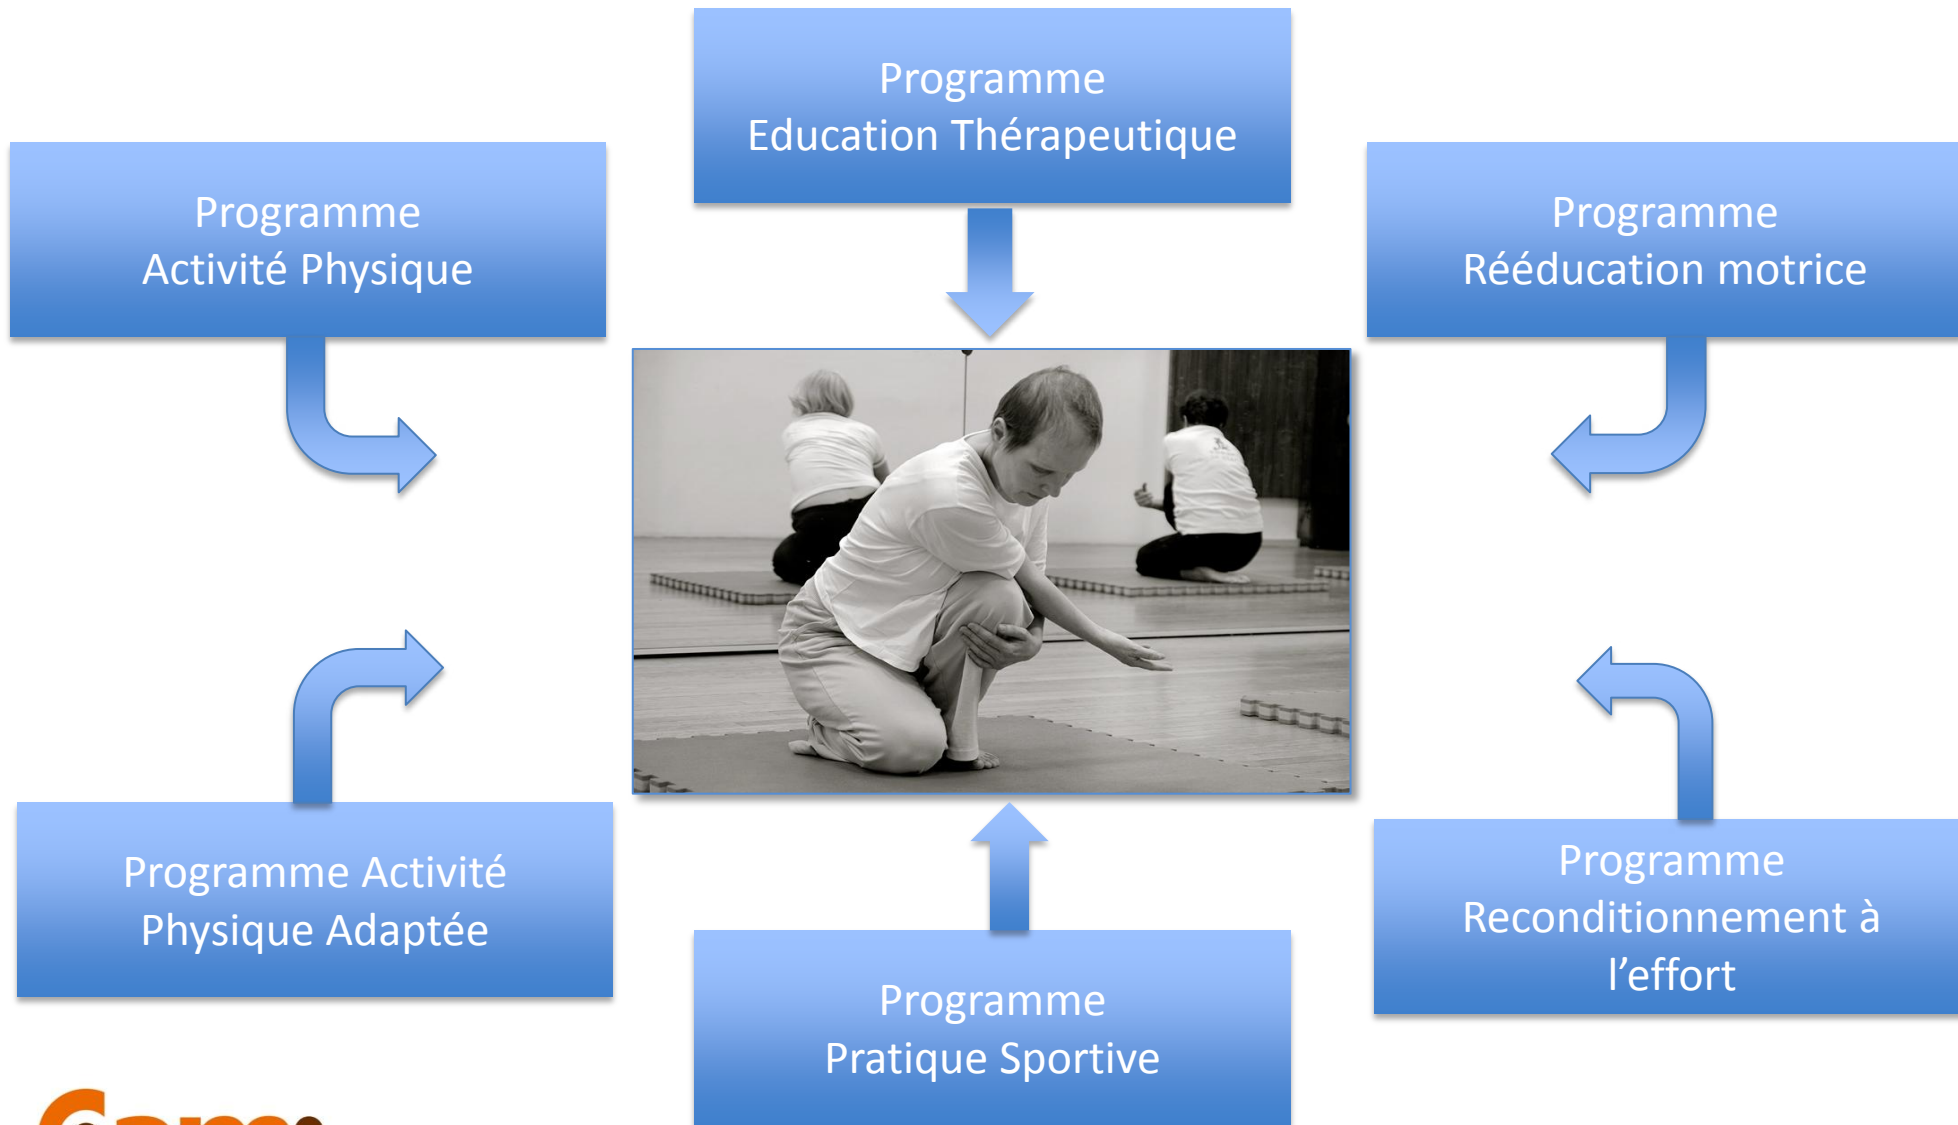 Programme
Education Thérapeutique
Programme
Activité Physique
Programme
Rééducation motrice
Programme Activité
Physique Adaptée
Programme
Reconditionnement à
l’effort
Programme
Pratique Sportive